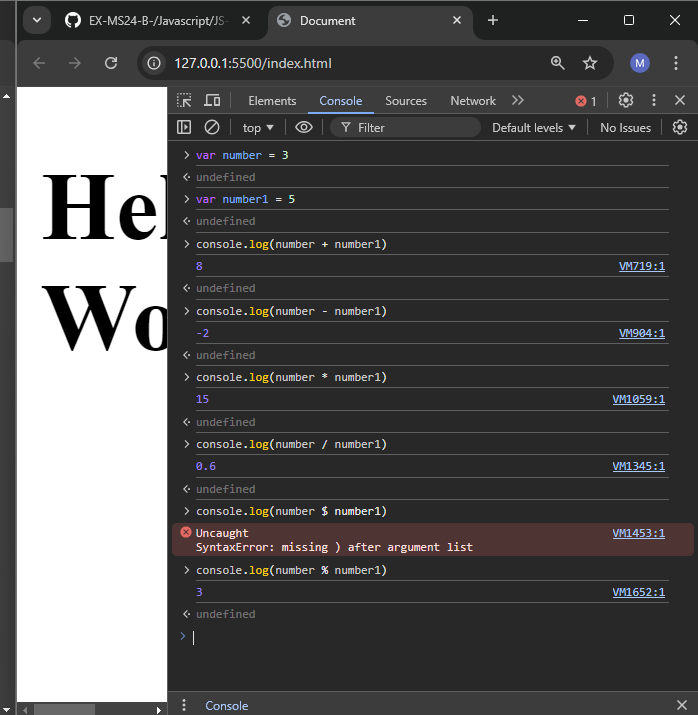 EX-MS24-B-/Javascript/JS-
Document
127.0.0.1:5500/index.html
M
Elements Console Sources Network 1
top Filter Default levels No Issues
var number = 3
undefined
var number1 = 5
undefined
console.log(number + number1)
8 VM719:1
undefined
console.log(number - number1)
-2 VM904:1
undefined
console.log(number * number1)
15 VM1059:1
undefined
console.log(number / number1)
0.6 VM1345:1
undefined
console.log(number $ number1)
Uncaught VM1453:1
SyntaxError: missing ) after argument list
console.log(number % number1)
3 VM1652:1
undefined
Hel
Wo
Console